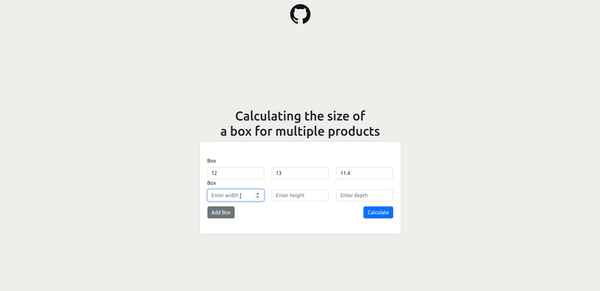 Calculating the size of
a box for multiple products
Box
12 13 11.4
Box
Enter width Enter height Enter depth
Add Box Calculate